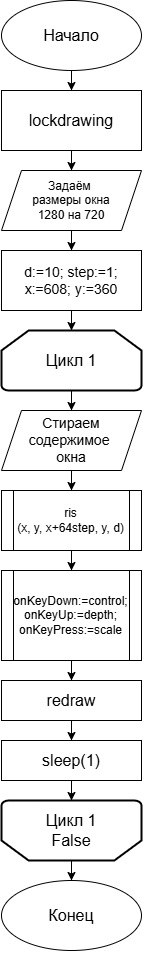 Начало
lockdrawing
Задаём
размеры окна
1280 на 720
d:=10; step:=1;
x:=608; y:=360
Цикл 1
Стираем
содержимое
окна
ris
(x, y, x+64step, y, d)
onKeyDown:=control;
onKeyUp:=depth;
onKeyPress:=scale
redraw
sleep(1)
Цикл 1
False
Конец